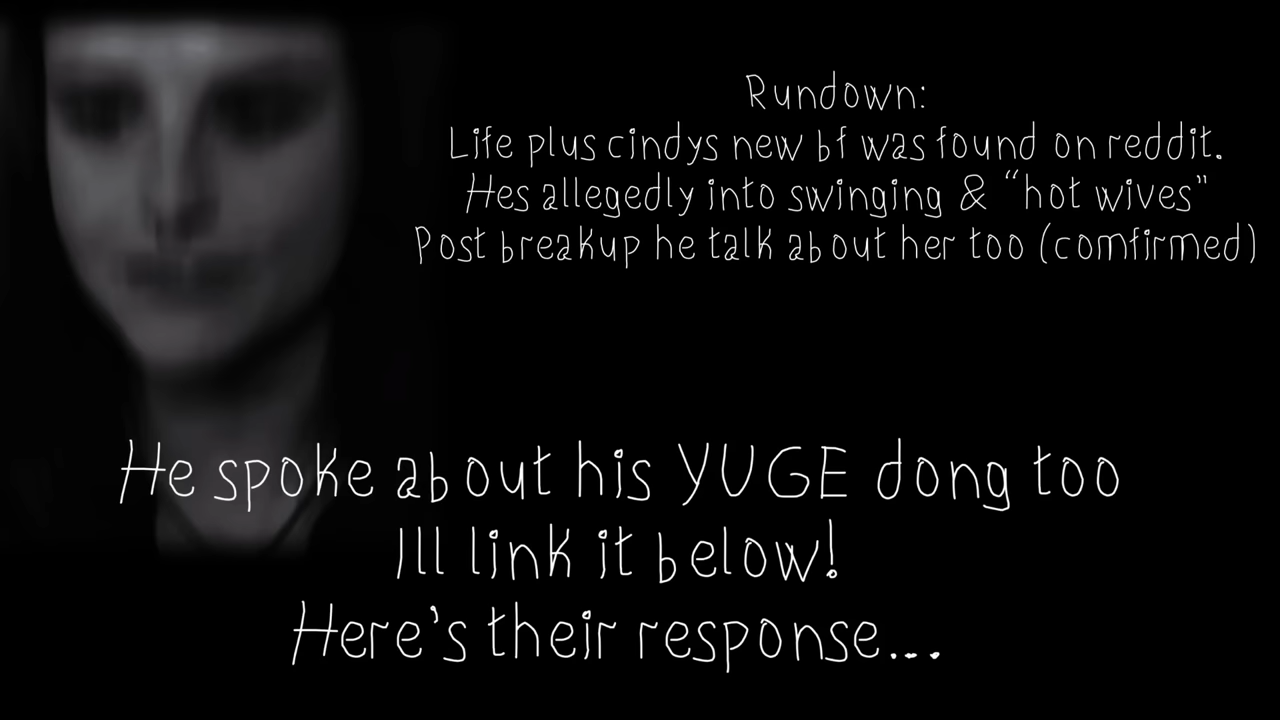 Rundown:
Life plus cindys new bf was found on reddit.
Hes allegedly into swinging & “hot wives”
Post breakup he talk about her too (comfirmed)
He spoke about his YUGE dong too
Ill link it below!
Here's their response...